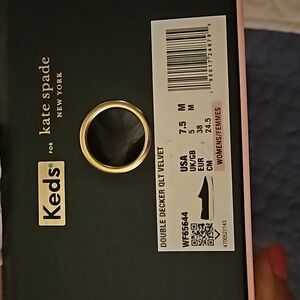 Keds
FOR kate spade
NEW YORK
DOUBLE DECKER QLT VELVET
7.5 M
5 M
38
24.5
USA
UK/GB
EUR
CM
WOMENS/FEMMES
WF65644
4700527143